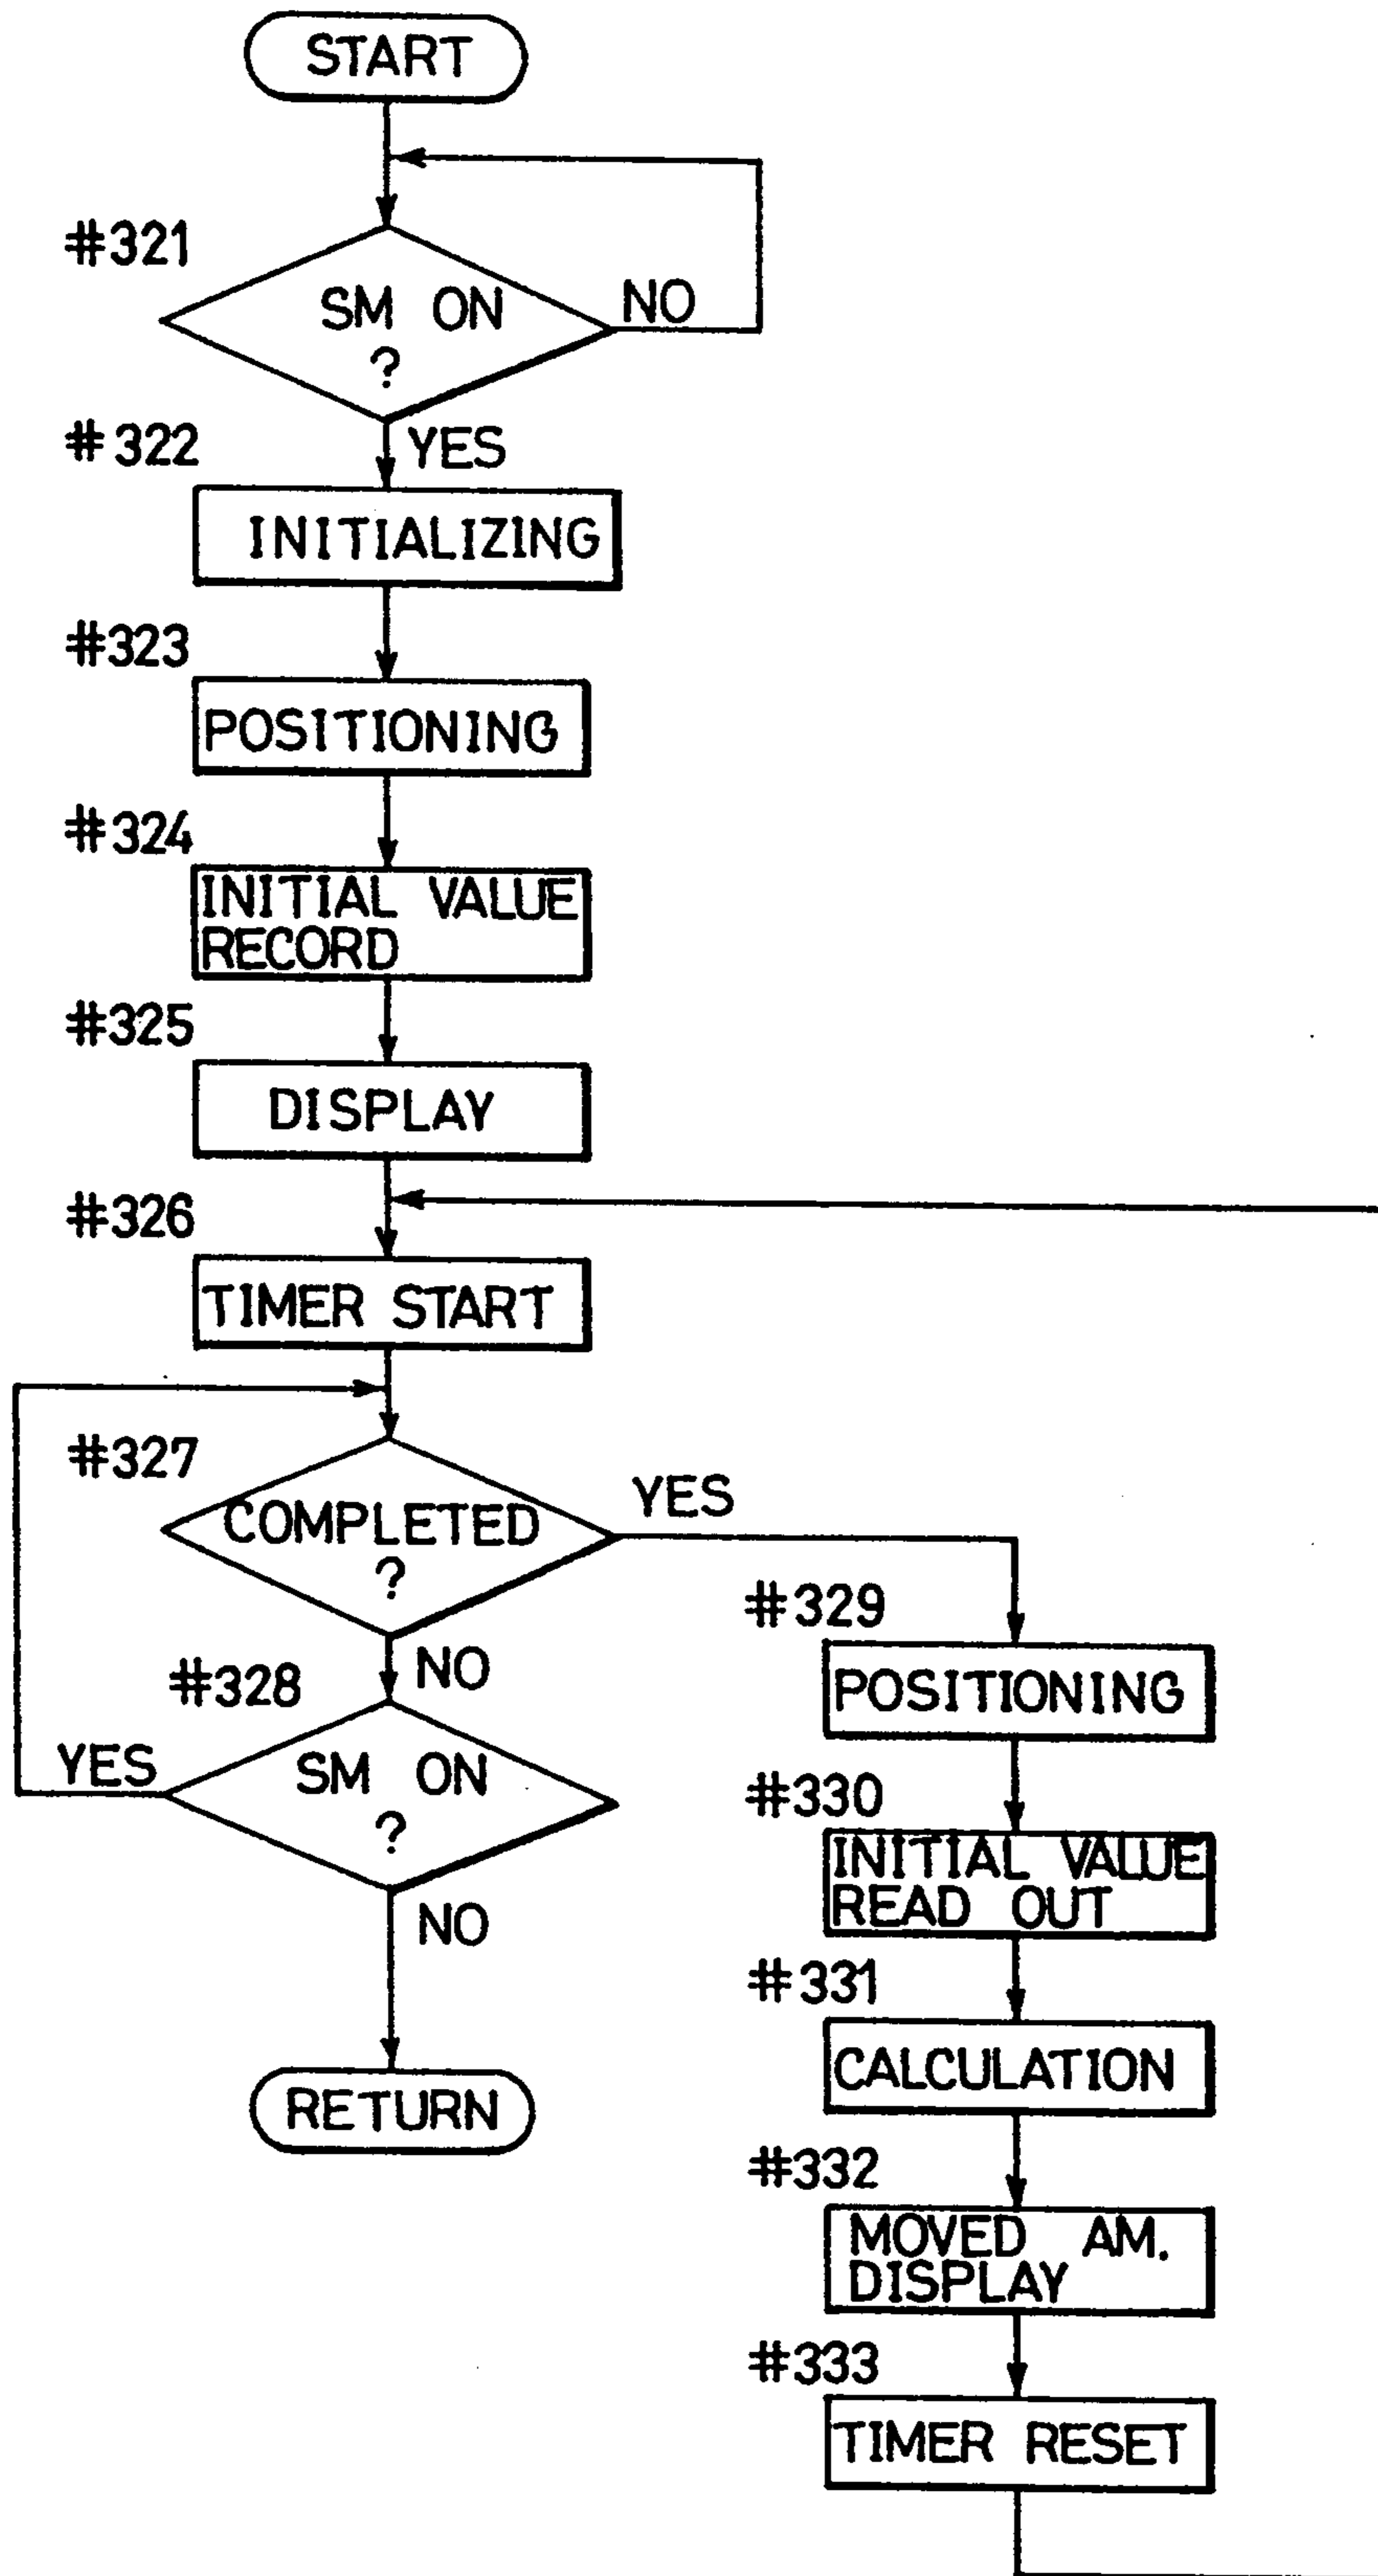 START
#321
SM ON
?
NO
#322
YES
INITIALIZING
#323
POSITIONING
#324
INITIAL VALUE
RECORD
#325
DISPLAY
#326
TIMER START
#327
COMPLETED
?
YES
NO
#328
SM ON
?
YES
NO
RETURN
#329
POSITIONING
#330
INITIAL VALUE
READ OUT
#331
CALCULATION
#332
MOVED AM.
DISPLAY
#333
TIMER RESET